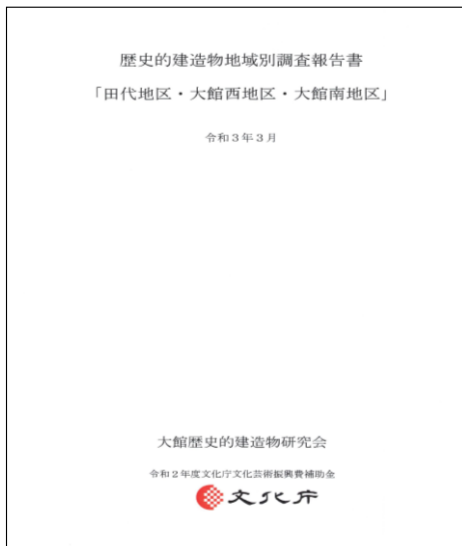 歴史的建造物地域別調査報告書
「田代地区・大館西地区・大館南地区」
令和３年３月
大館歴史的建造物研究会
令和２年度文化庁文化芸術振興費補助金
文化庁